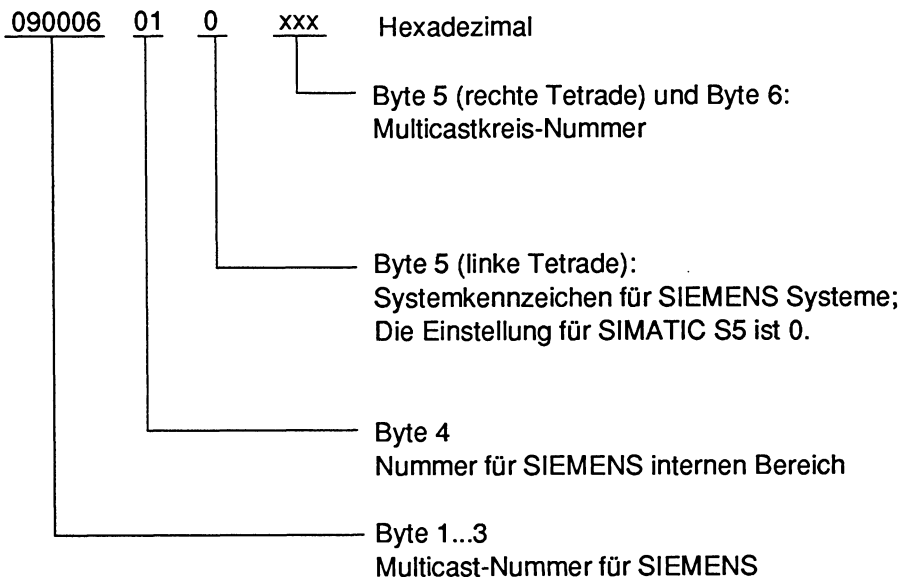 090006 01 0 xxx Hexadezimal
Byte 5 (rechte Tetrade) und Byte 6:
Multicastkreis-Nummer
Byte 5 (linke Tetrade):
Systemkennzeichen für SIEMENS Systeme;
Die Einstellung für SIMATIC S5 ist 0.
Byte 4
Nummer für SIEMENS internen Bereich
Byte 1...3
Multicast-Nummer für SIEMENS